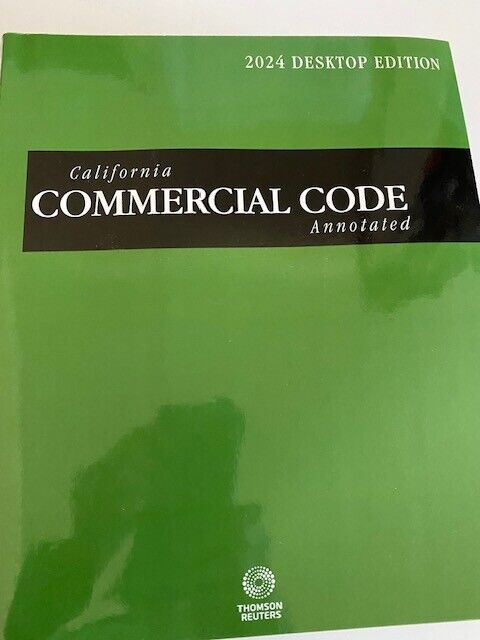 2024 DESKTOP EDITION
California
COMMERCIAL CODE
Annotated
THOMSON
REUTERS